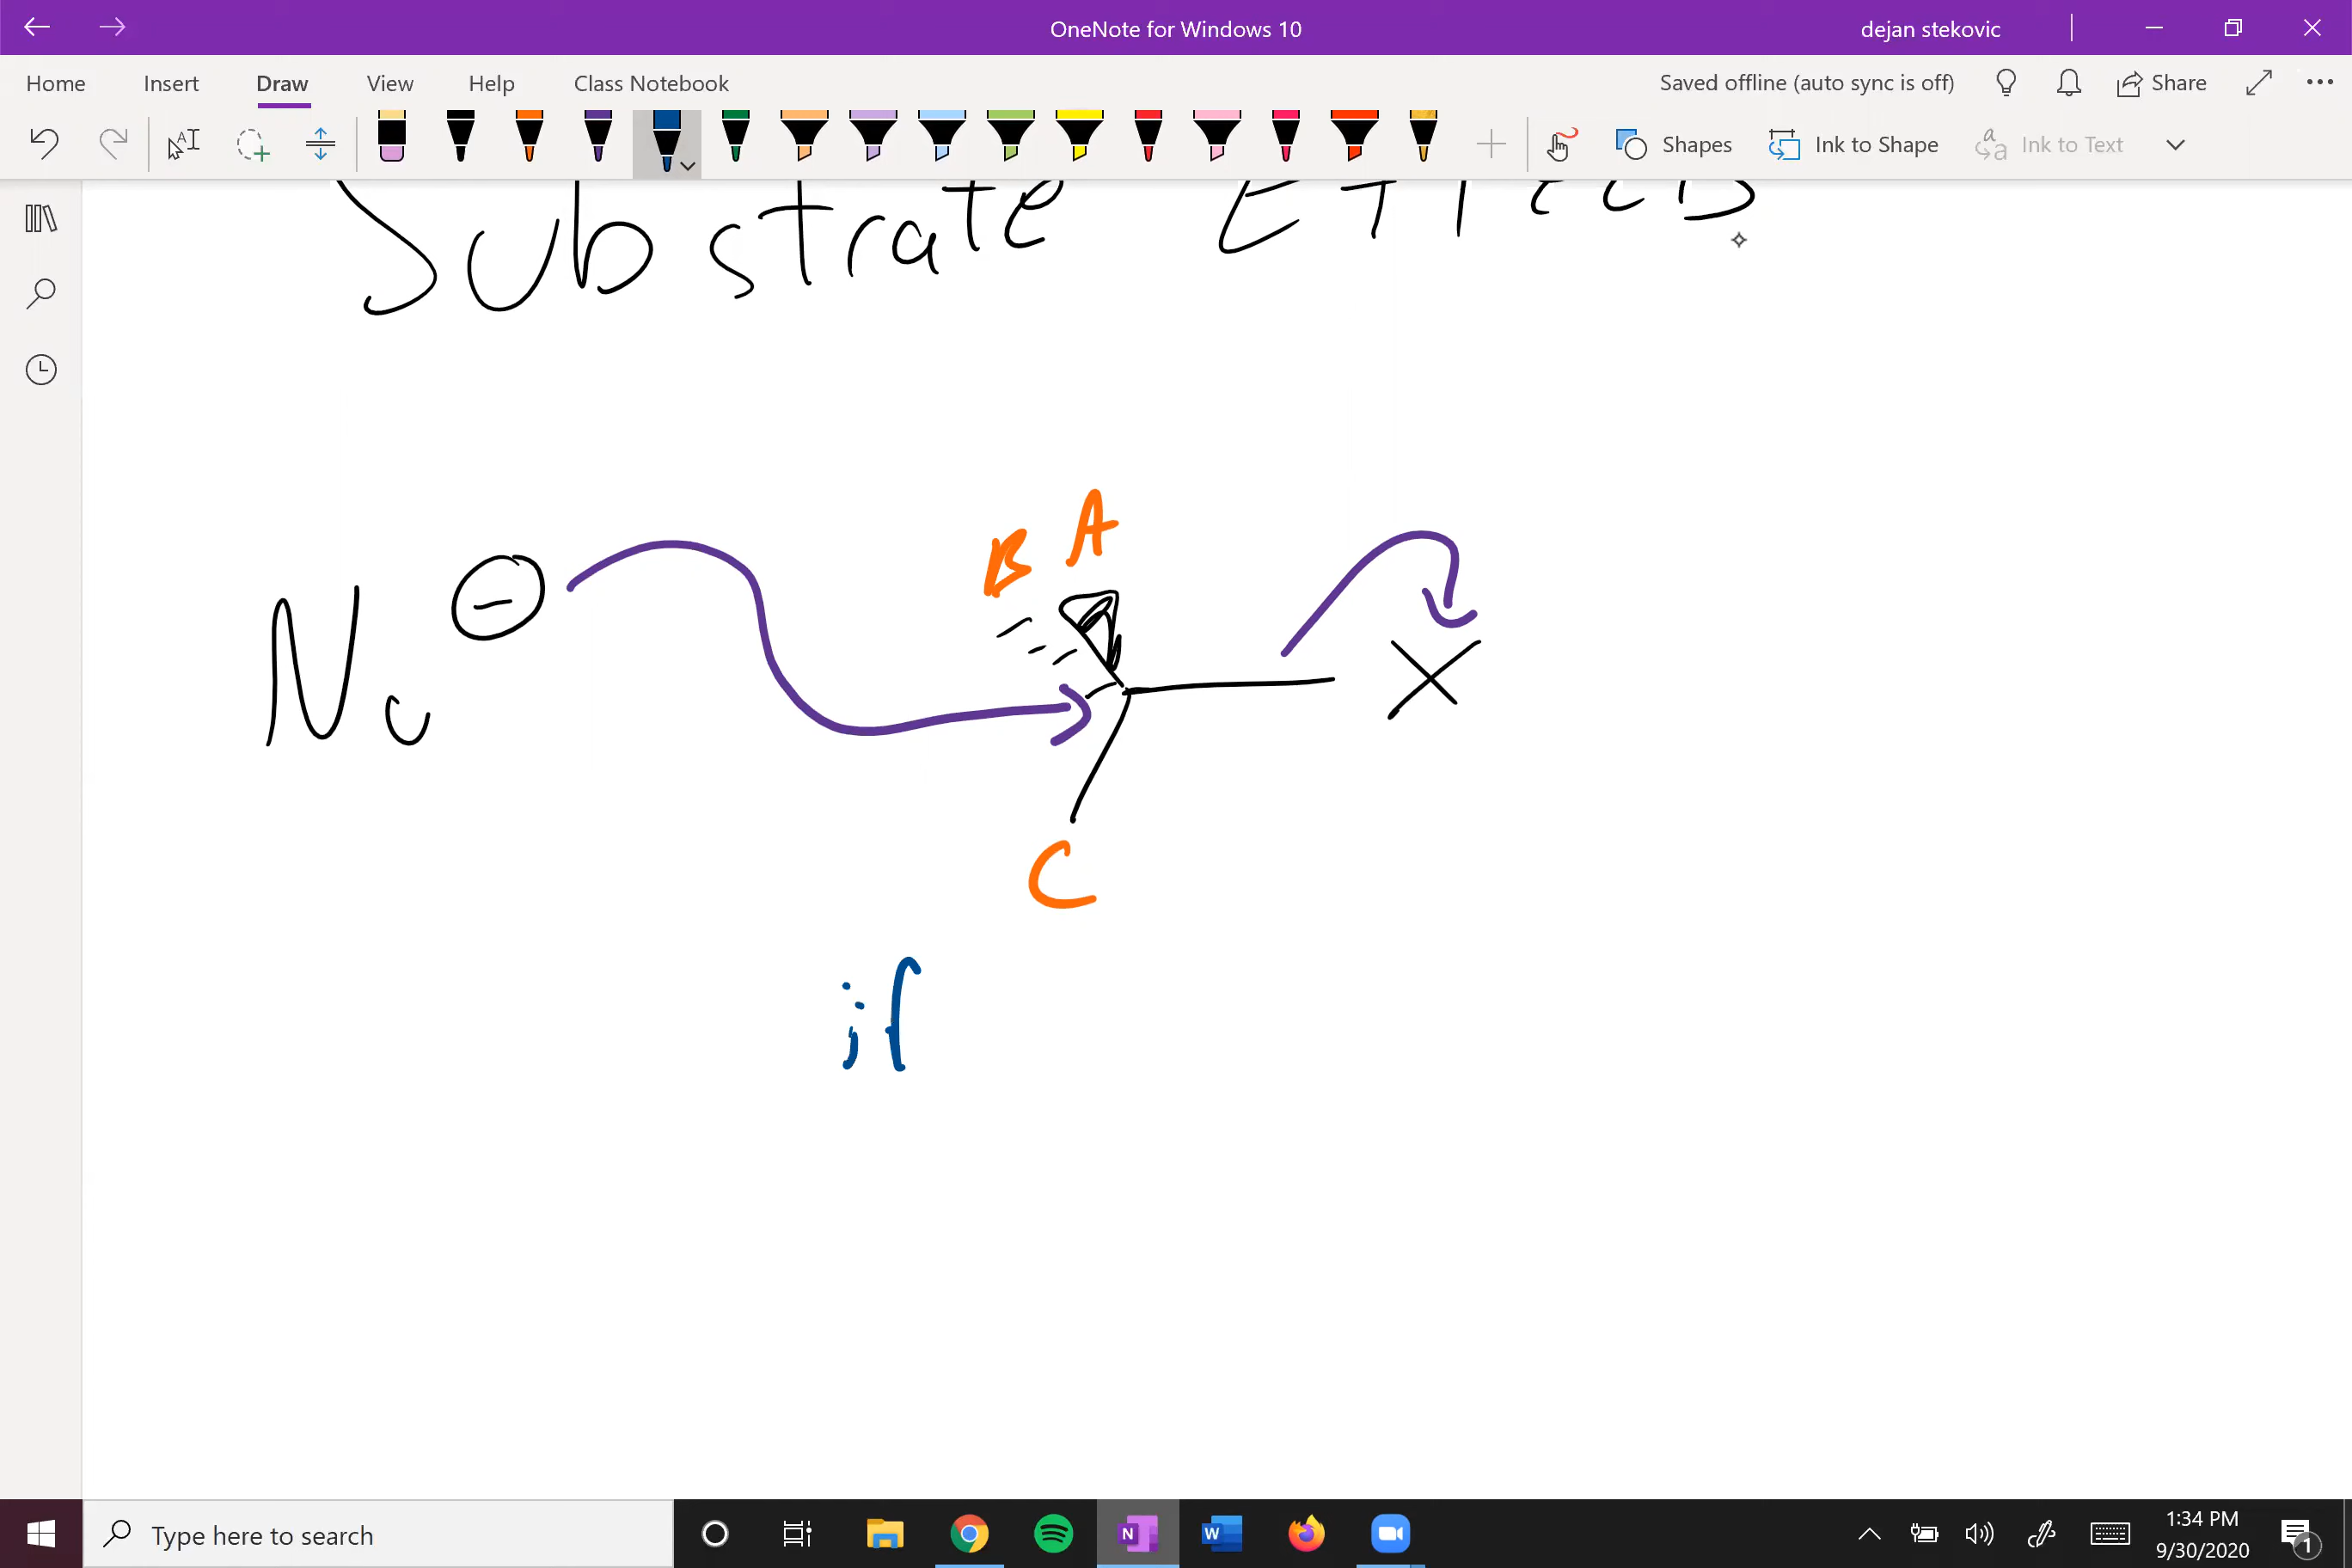 OneNote for Windows 10
dejan stekovic
Home Insert Draw View Help Class Notebook
Saved offline (auto sync is off) Share
Shapes Ink to Shape Ink to Text
Substrate Effects
Nu
B A
X
C
if
Type here to search
1:34 PM
9/30/2020
1